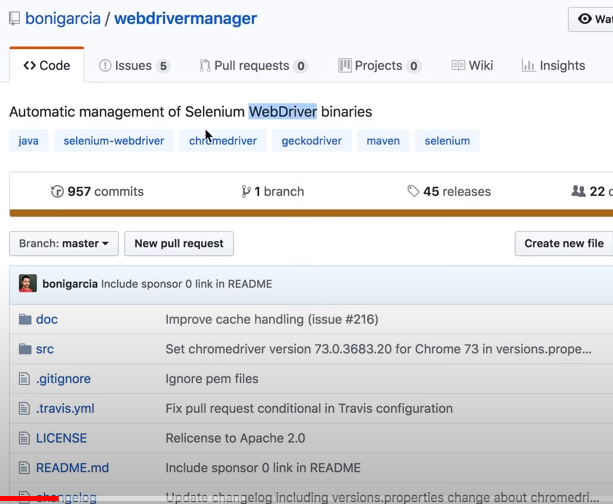 bonigarcia / webdrivermanager
Code Issues 5 Pull requests 0 Projects 0 Wiki Insights
Automatic management of Selenium WebDriver binaries
java selenium-webdriver chromedriver geckodriver maven selenium
957 commits 1 branch 45 releases 22
Branch: master New pull request Create new file
bonigarcia Include sponsor 0 link in README
doc Improve cache handling (issue #216)
src Set chromedriver version 73.0.3683.20 for Chrome 73 in versions.prope...
.gitignore Ignore pem files
.travis.yml Fix pull request conditional in Travis configuration
LICENSE Relicense to Apache 2.0
README.md Include sponsor 0 link in README
changelog Update changelog including versions.properties change about chromedri...